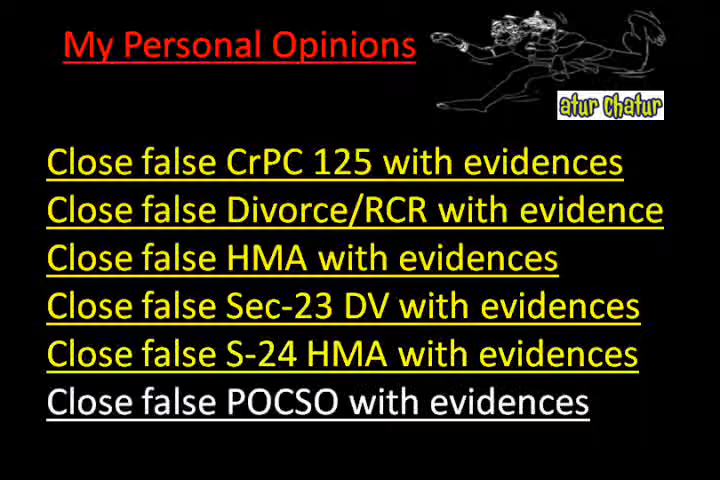 My Personal Opinions
atur Chatur
Close false CrPC 125 with evidences
Close false Divorce/RCR with evidence
Close false HMA with evidences
Close false Sec-23 DV with evidences
Close false S-24 HMA with evidences
Close false POCSO with evidences